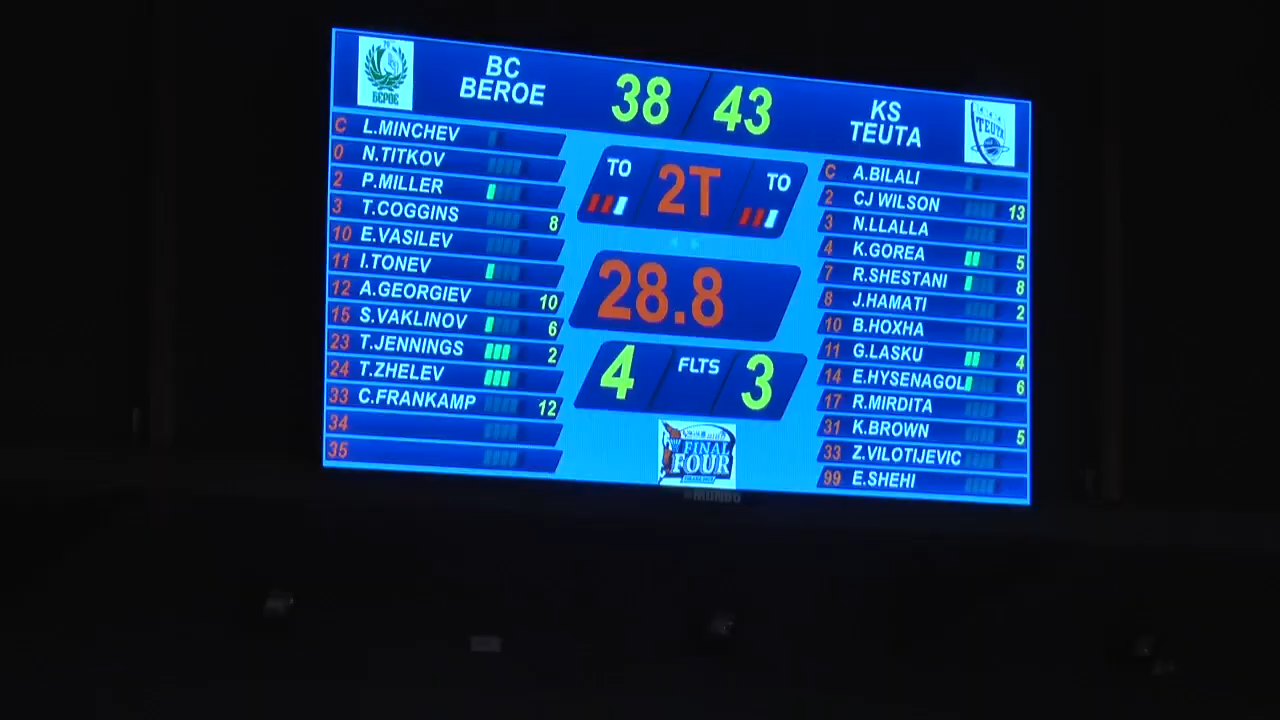 BC BEROE
38 / 43
KS TEUTA
БЕРОЕ
TEUTA
C L.MINCHEV
0 N.TITKOV
2 P.MILLER
3 T.COGGINS 8
10 E.VASILEV
11 I.TONEV
12 A.GEORGIEV 10
15 S.VAKLINOV 6
23 T.JENNINGS 2
24 T.ZHELEV
33 C.FRANKAMP 12
34
35
TO 2T TO
28.8
4 FLTS 3
FINAL
FOUR
C A.BILALI
2 CJ WILSON 13
3 N.LLALLA
4 K.GOREA 5
7 R.SHESTANI 8
8 J.HAMATI 2
10 B.HOXHA
11 G.LASKU 4
14 E.HYSENAGOL 6
17 R.MIRDITA
31 K.BROWN 5
33 Z.VILOTIJEVIC
99 E.SHEHI